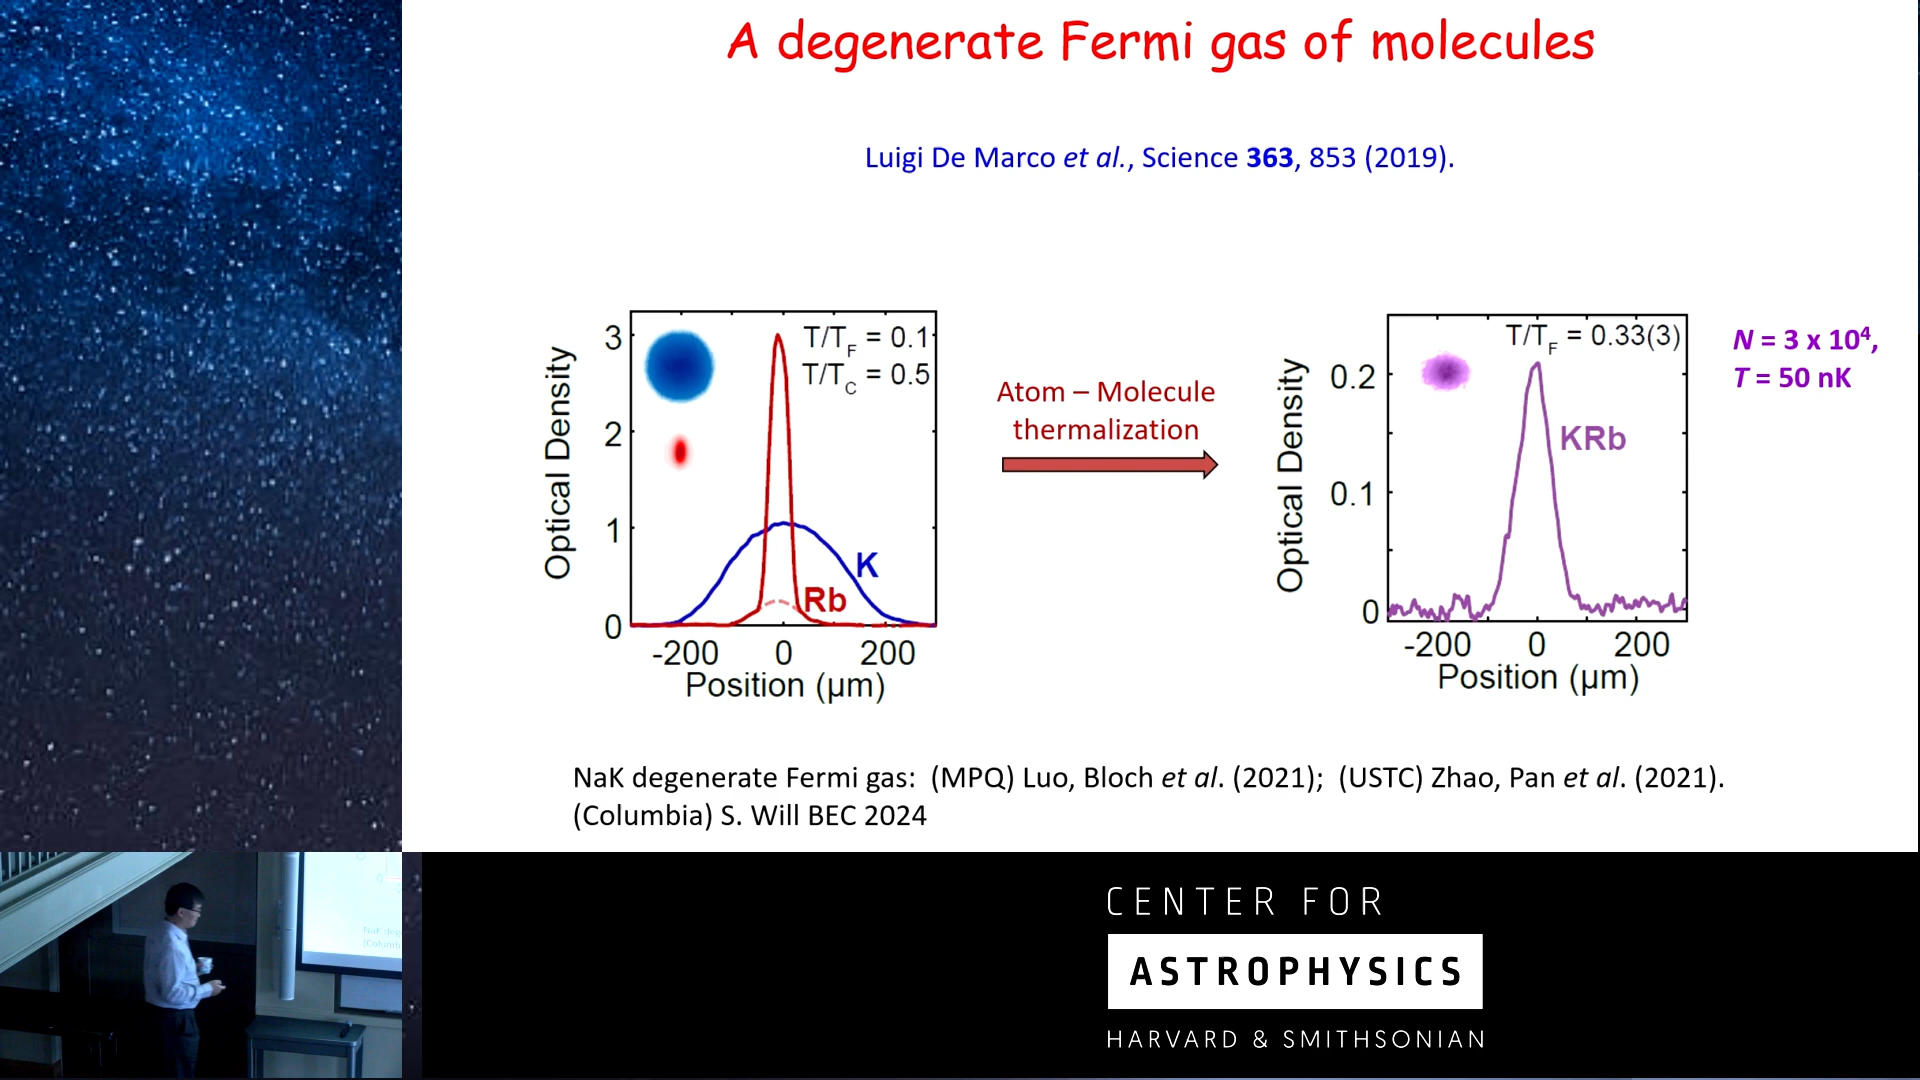 A degenerate Fermi gas of molecules
Luigi De Marco et al., Science 363, 853 (2019).
Optical Density
3
2
1
0
T/TF = 0.1
T/TC = 0.5
K
Rb
-200 0 200
Position (µm)
Atom – Molecule
thermalization
Optical Density
0.2
0.1
0
T/TF = 0.33(3)
KRb
-200 0 200
Position (µm)
N = 3 x 10⁴,
T = 50 nK
NaK degenerate Fermi gas: (MPQ) Luo, Bloch et al. (2021); (USTC) Zhao, Pan et al. (2021).
(Columbia) S. Will BEC 2024
CENTER FOR
ASTROPHYSICS
HARVARD & SMITHSONIAN